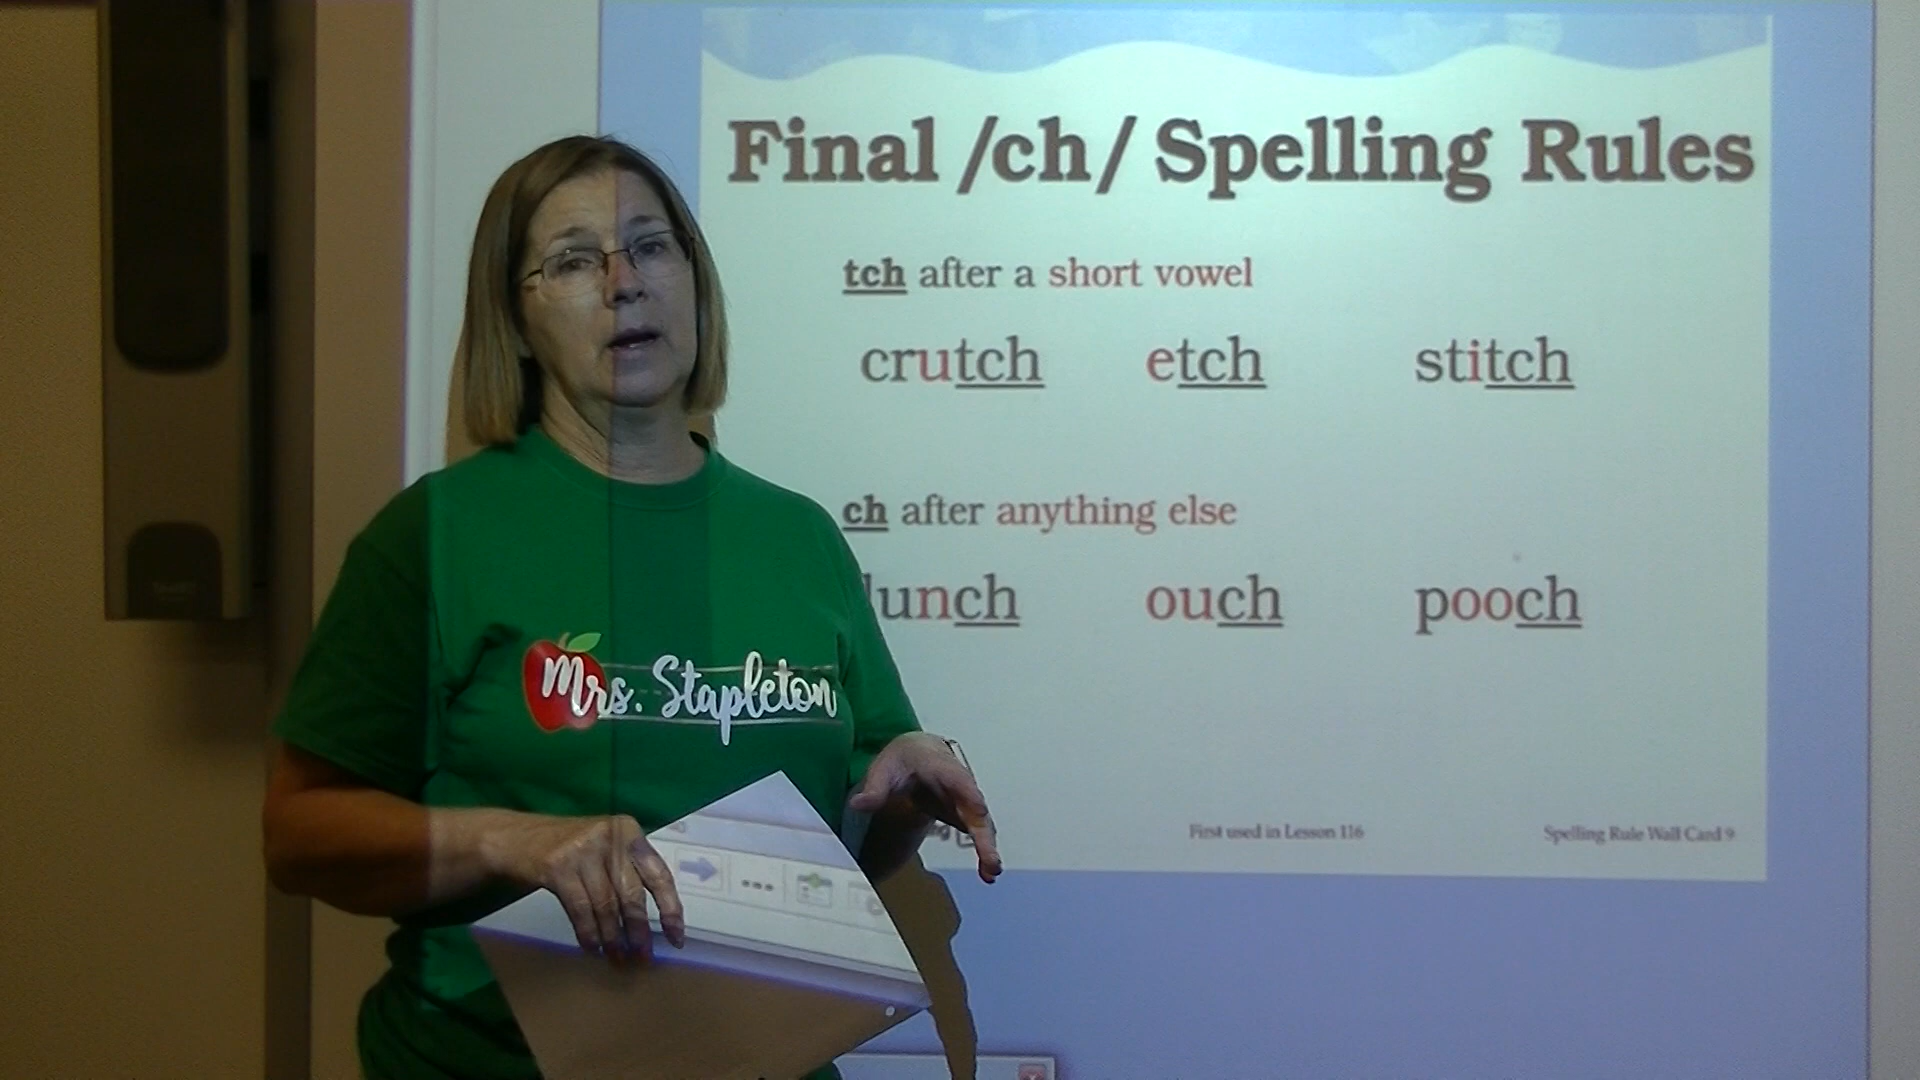 Final /ch/ Spelling Rules
tch after a short vowel
crutch etch stitch
ch after anything else
lunch ouch pooch
Mrs. Stapleton
First used in Lesson 116 Spelling Rule Wall Card 9